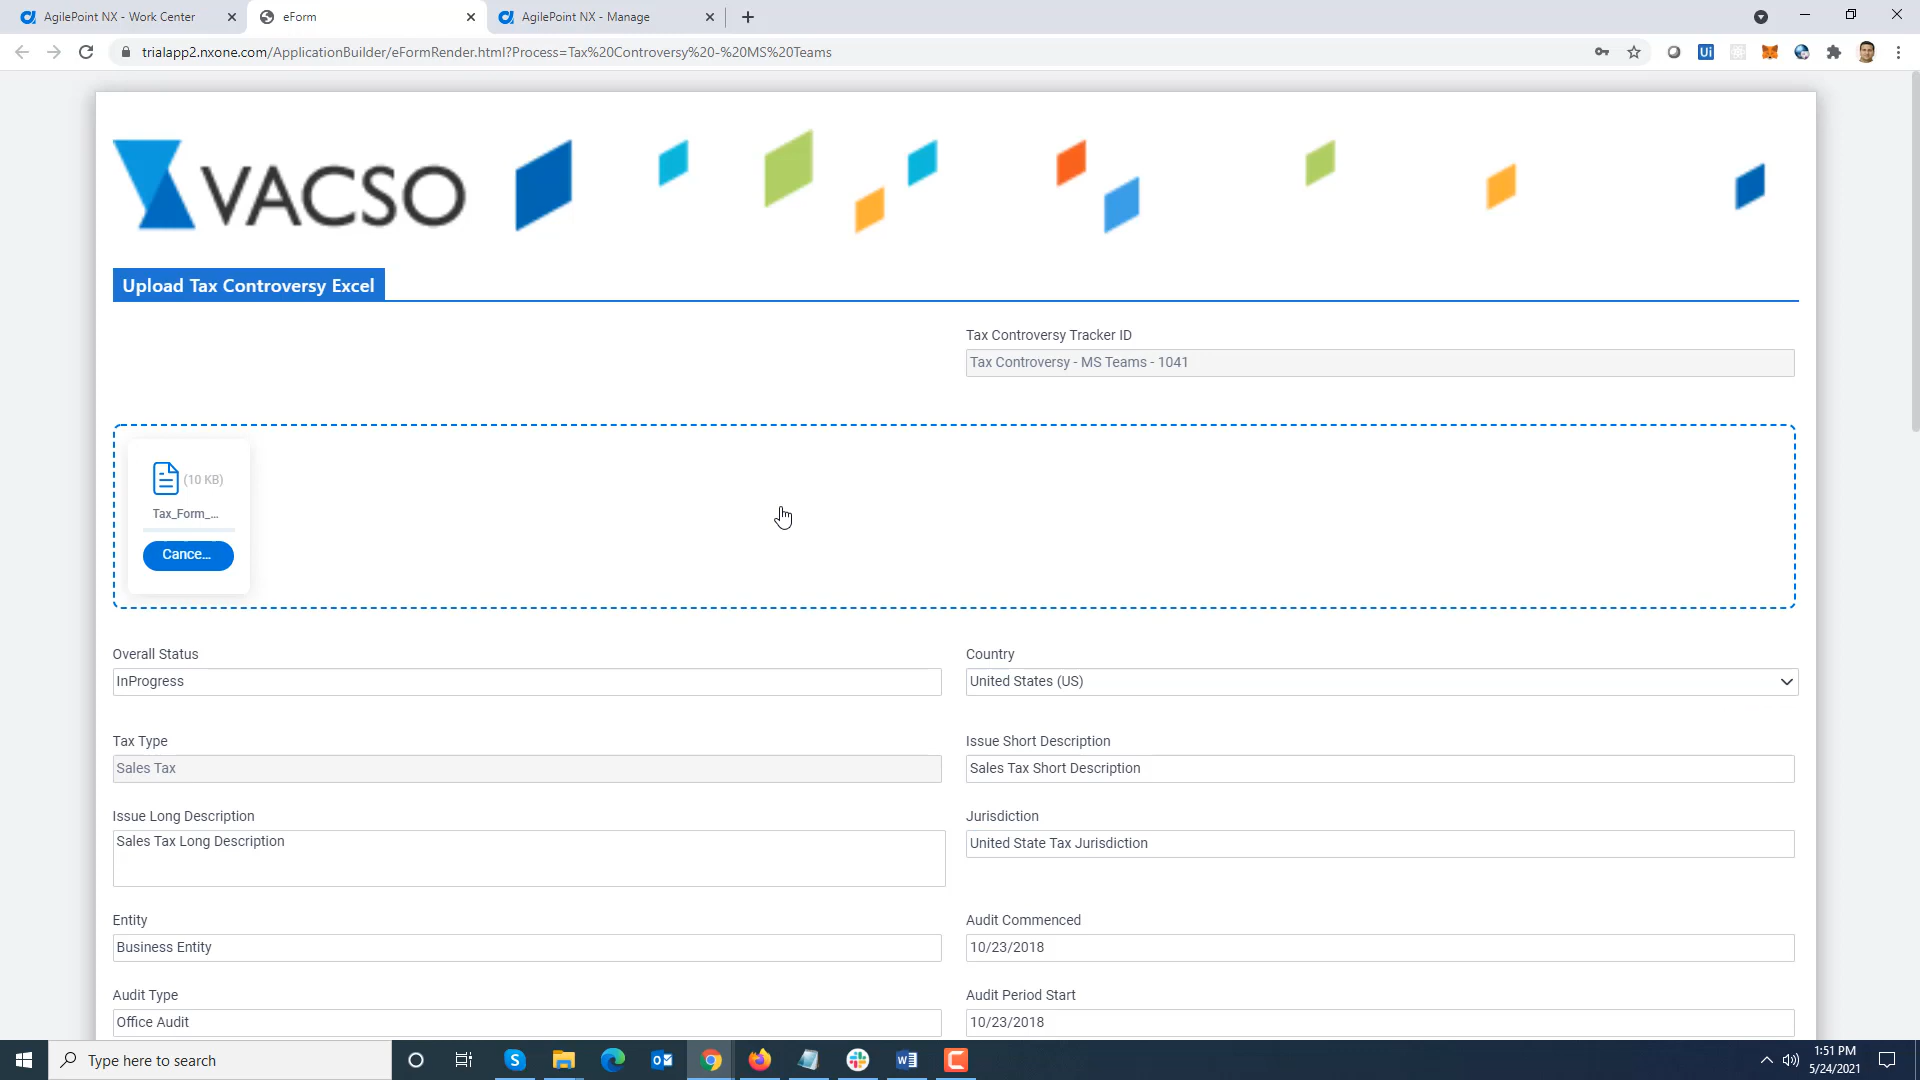 AgilePoint NX - Work Center
eForm
AgilePoint NX - Manage
trialapp2.nxone.com/ApplicationBuilder/eFormRender.html?Process=Tax%20Controversy%20-%20MS%20Teams
VACSO
Upload Tax Controversy Excel
Tax Controversy Tracker ID
Tax Controversy - MS Teams - 1041
(10 KB)
Tax_Form_...
Cance...
Overall Status
Country
InProgress
United States (US)
Tax Type
Issue Short Description
Sales Tax
Sales Tax Short Description
Issue Long Description
Jurisdiction
Sales Tax Long Description
United State Tax Jurisdiction
Entity
Audit Commenced
Business Entity
10/23/2018
Audit Type
Audit Period Start
Office Audit
10/23/2018
Type here to search
1:51 PM
5/24/2021